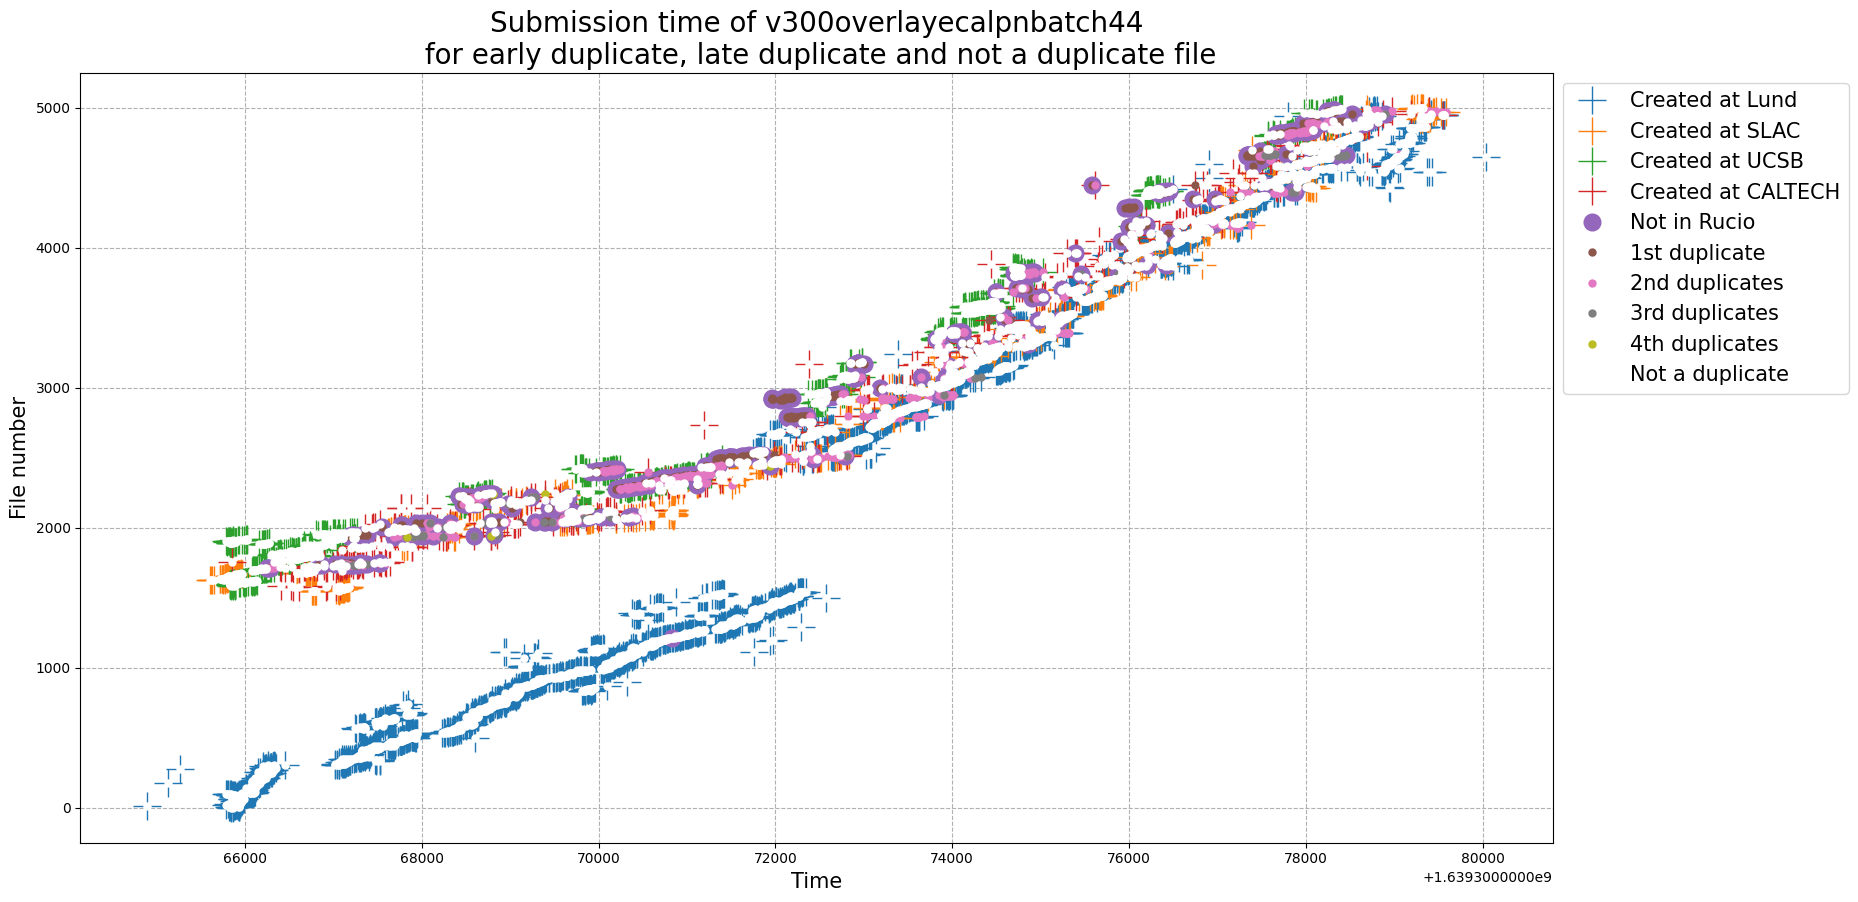 Submission time of v300overlayecalpnbatch44
for early duplicate, late duplicate and not a duplicate file
File number
5000
4000
3000
2000
1000
0
66000
68000
70000
72000
74000
76000
78000
80000
+1.6393000000e9
Time
Created at Lund
Created at SLAC
Created at UCSB
Created at CALTECH
Not in Rucio
1st duplicate
2nd duplicates
3rd duplicates
4th duplicates
Not a duplicate